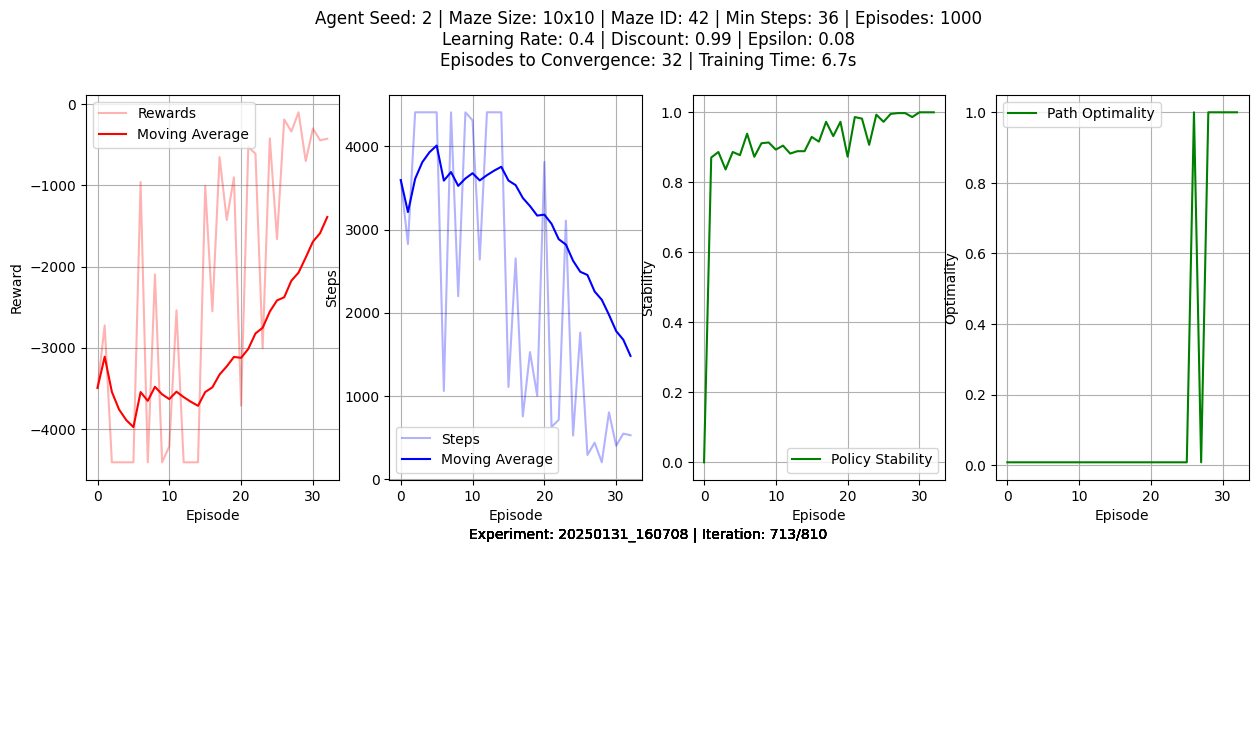 Agent Seed: 2 | Maze Size: 10x10 | Maze ID: 42 | Min Steps: 36 | Episodes: 1000
Learning Rate: 0.4 | Discount: 0.99 | Epsilon: 0.08
Episodes to Convergence: 32 | Training Time: 6.7s
Reward
0
−1000
−2000
−3000
−4000
Rewards
Moving Average
0 10 20 30
Episode
Steps
4000
3000
2000
1000
0
Steps
Moving Average
0 10 20 30
Episode
Stability
1.0
0.8
0.6
0.4
0.2
0.0
Policy Stability
0 10 20 30
Episode
Optimality
1.0
0.8
0.6
0.4
0.2
0.0
Path Optimality
0 10 20 30
Episode
Experiment: 20250131_160708 | Iteration: 713/810